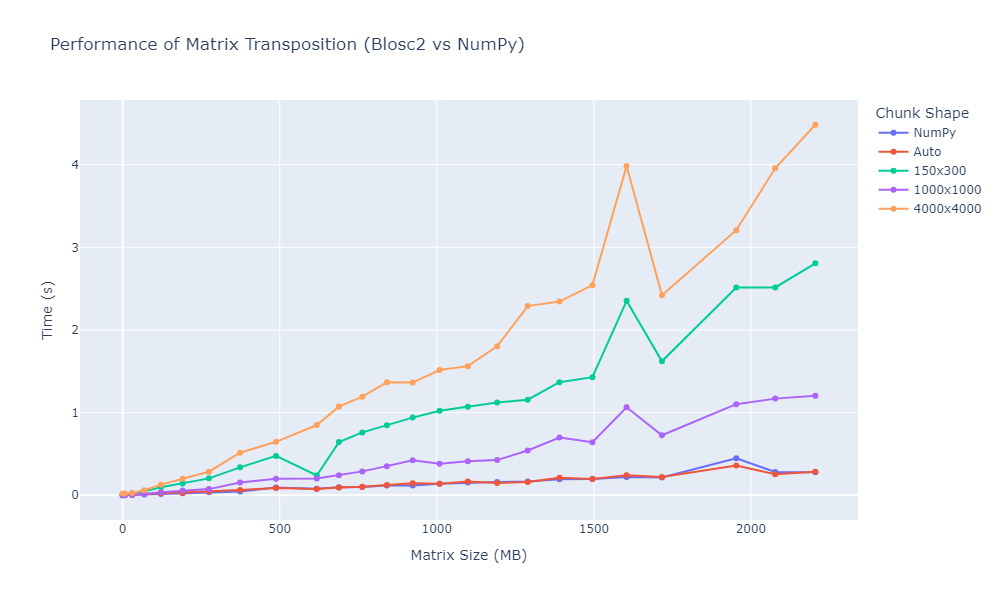 Performance of Matrix Transposition (Blosc2 vs NumPy)
Chunk Shape
NumPy
Auto
150x300
1000x1000
4000x4000
4
3
2
1
0
Time (s)
0 500 1000 1500 2000
Matrix Size (MB)